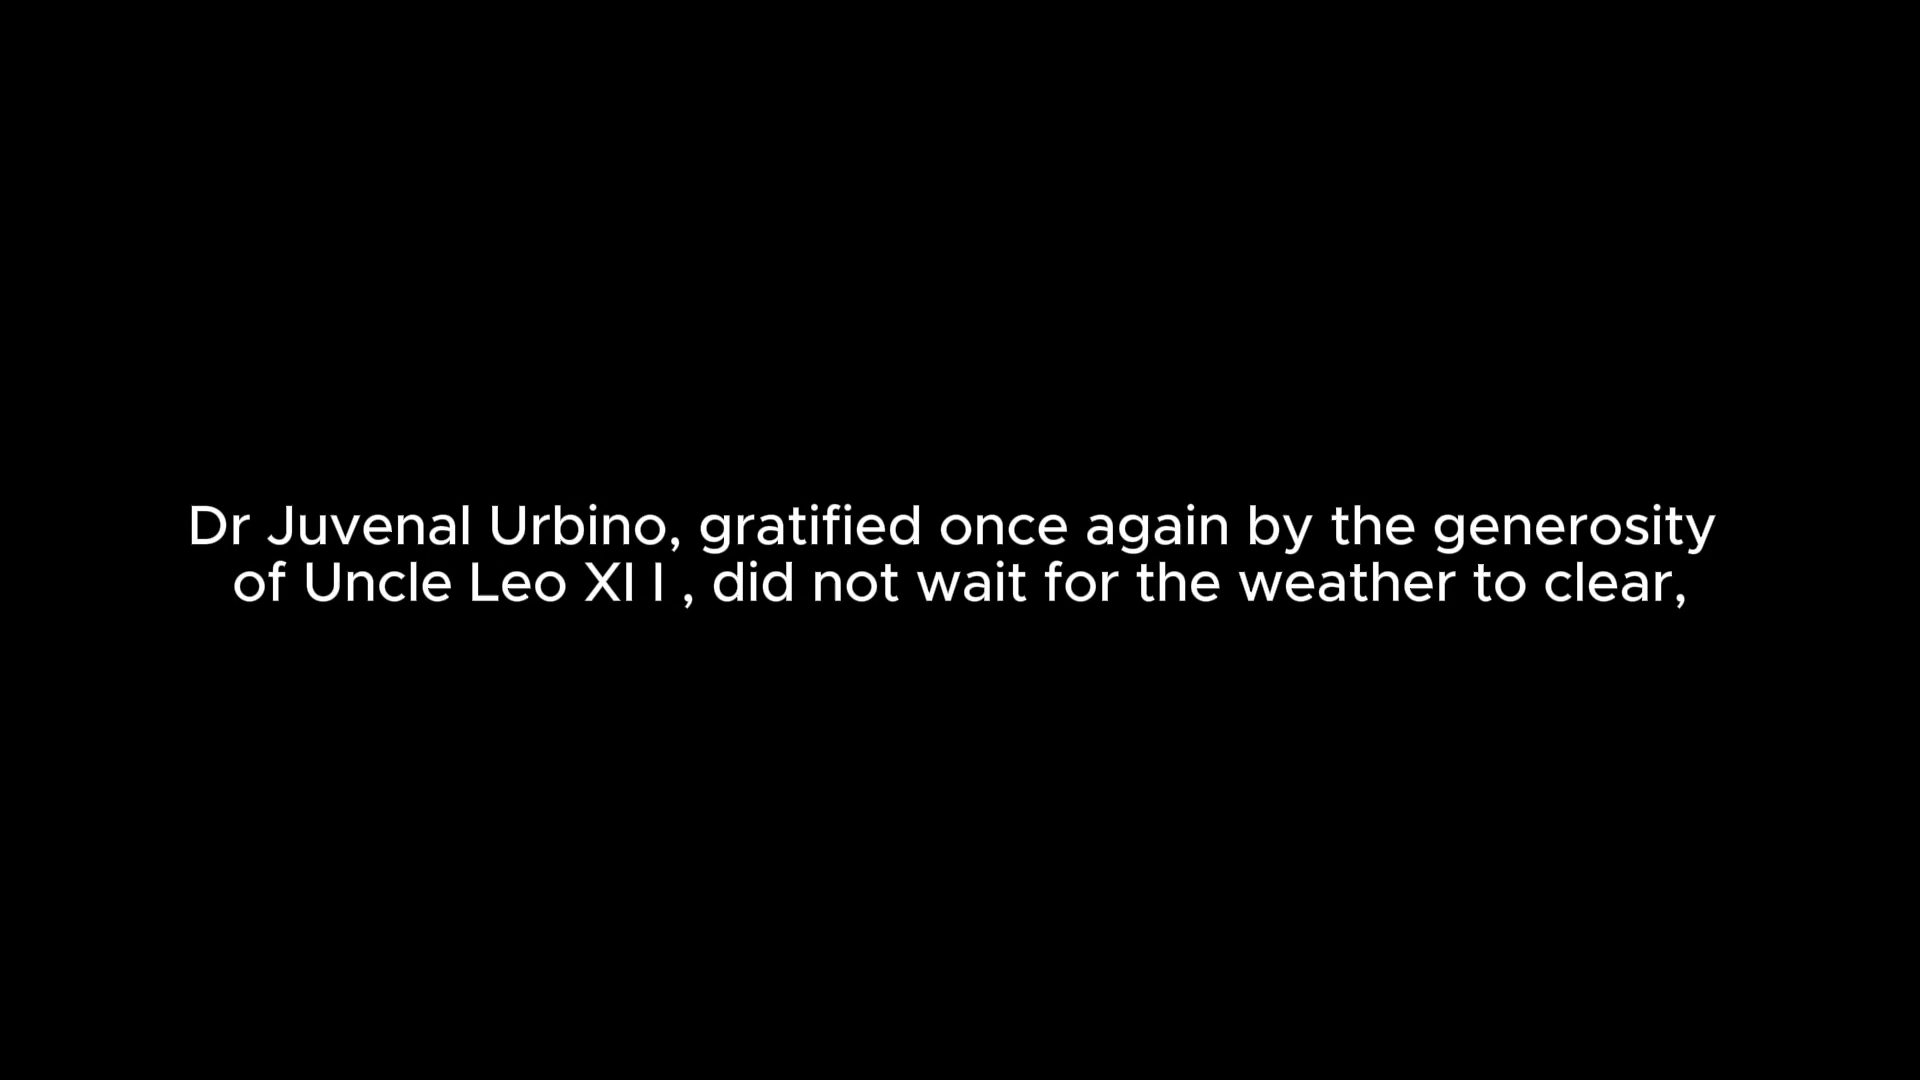 Dr Juvenal Urbino, gratified once again by the generosity
of Uncle Leo XI I , did not wait for the weather to clear,